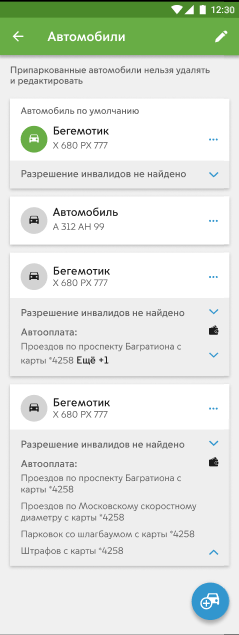 12:30
Автомобили
Припаркованные автомобили нельзя удалять
и редактировать
Автомобиль по умолчанию
Бегемотик
Х 680 РХ 777
Разрешение инвалидов не найдено
Автомобиль
А 312 АН 99
Бегемотик
Х 680 РХ 777
Разрешение инвалидов не найдено
Автооплата:
Проездов по проспекту Багратиона с
карты *4258 Ещё +1
Бегемотик
Х 680 РХ 777
Разрешение инвалидов не найдено
Автооплата:
Проездов по проспекту Багратиона с
карты *4258
Проездов по Московскому скоростному
диаметру с карты *4258
Парковок со шлагбаумом с карты *4258
Штрафов с карты *4258